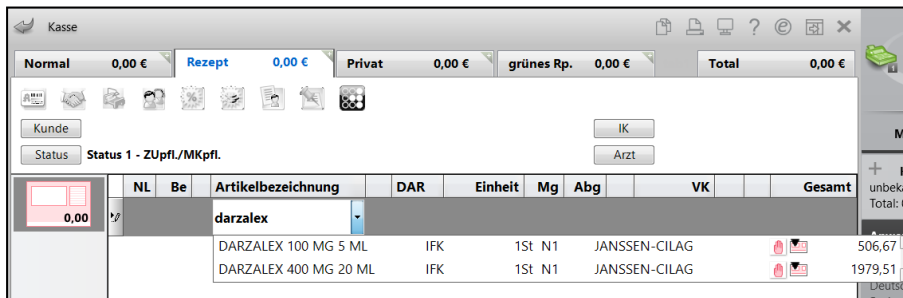 Kasse
Normal 0,00 € Rezept 0,00 € Privat 0,00 € grünes Rp. 0,00 € Total 0,00 €
Kunde IK
Status Status 1 - ZUpfl./MKpfl. Arzt
NL Be Artikelbezeichnung DAR Einheit Mg Abg VK Gesamt
0,00 darzalex
DARZALEX 100 MG 5 ML IFK 1St N1 JANSSEN-CILAG 506,67
DARZALEX 400 MG 20 ML IFK 1St N1 JANSSEN-CILAG 1979,51
1
M
unbek
Total:
Deuts